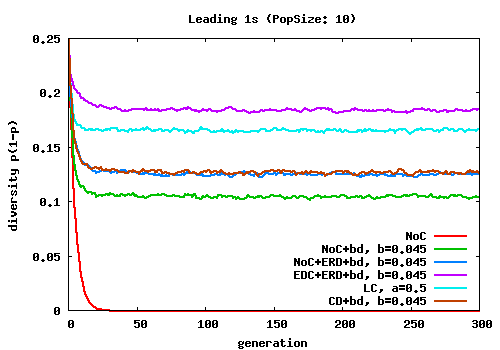 Leading 1s (PopSize: 10)
0.25
0.2
0.15
0.1
0.05
0
diversity p(1-p)
NoC
NoC+bd, b=0.045
NoC+ERD+bd, b=0.045
EDC+ERD+bd, b=0.045
LC, a=0.5
CD+bd, b=0.045
0 50 100 150 200 250 300
generation